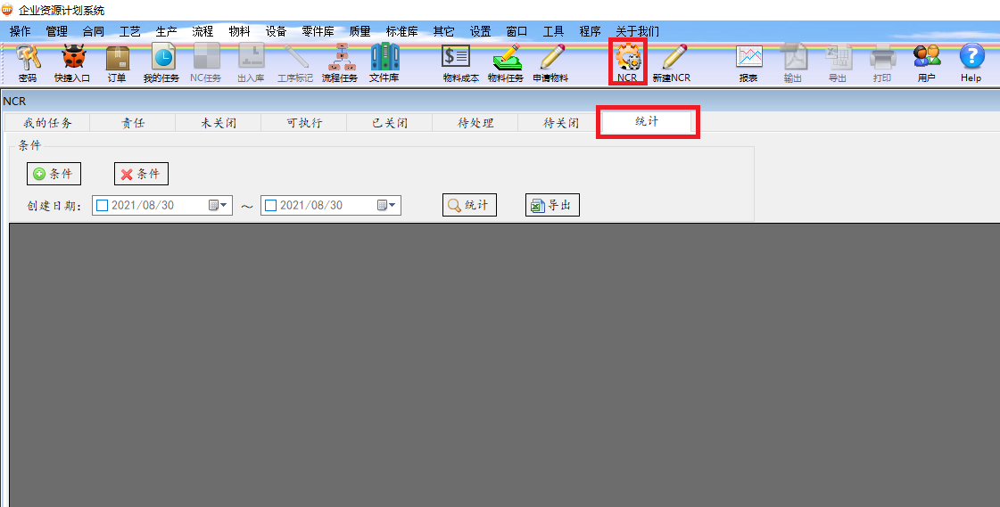 企业资源计划系统
操作 管理 合同 工艺 生产 流程 物料 设备 零件库 质量 标准库 其它 设置 窗口 工具 程序 关于我们
密码 快捷入口 订单 我的任务 NC任务 出入库 工序标记 流程任务 文件库 物料成本 物料任务 申请物料 NCR 新建NCR 报表 输出 导出 打印 用户 Help
NCR
我的任务 责任 未关闭 可执行 已关闭 待处理 待关闭 统计
条件
条件 条件
创建日期: 2021/08/30 ～ 2021/08/30 统计 导出